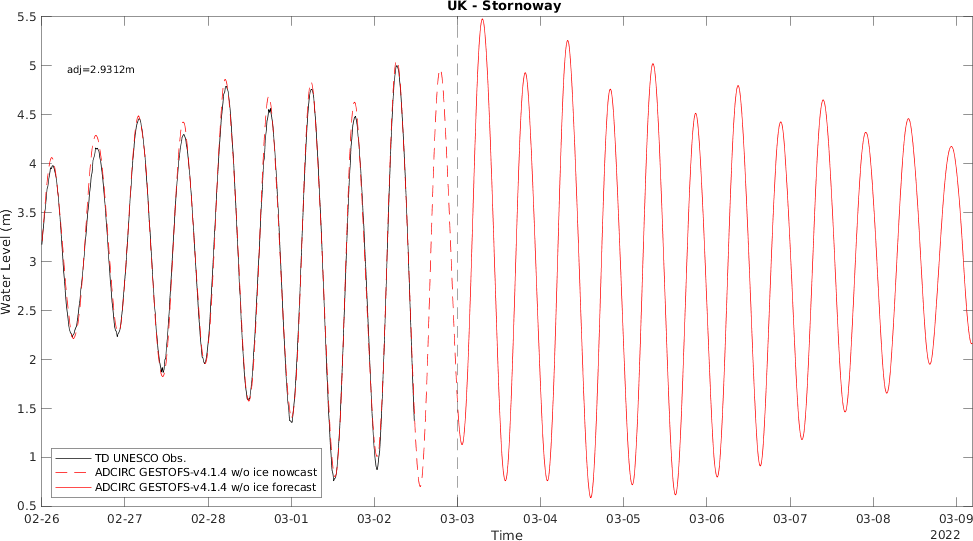 UK - Stornoway
adj=2.9312m
Water Level (m)
5.5
5
4.5
4
3.5
3
2.5
2
1.5
1
0.5
TD UNESCO Obs.
ADCIRC GESTOFS-v4.1.4 w/o ice nowcast
ADCIRC GESTOFS-v4.1.4 w/o ice forecast
02-26 02-27 02-28 03-01 03-02 03-03 03-04 03-05 03-06 03-07 03-08 03-09
Time
2022